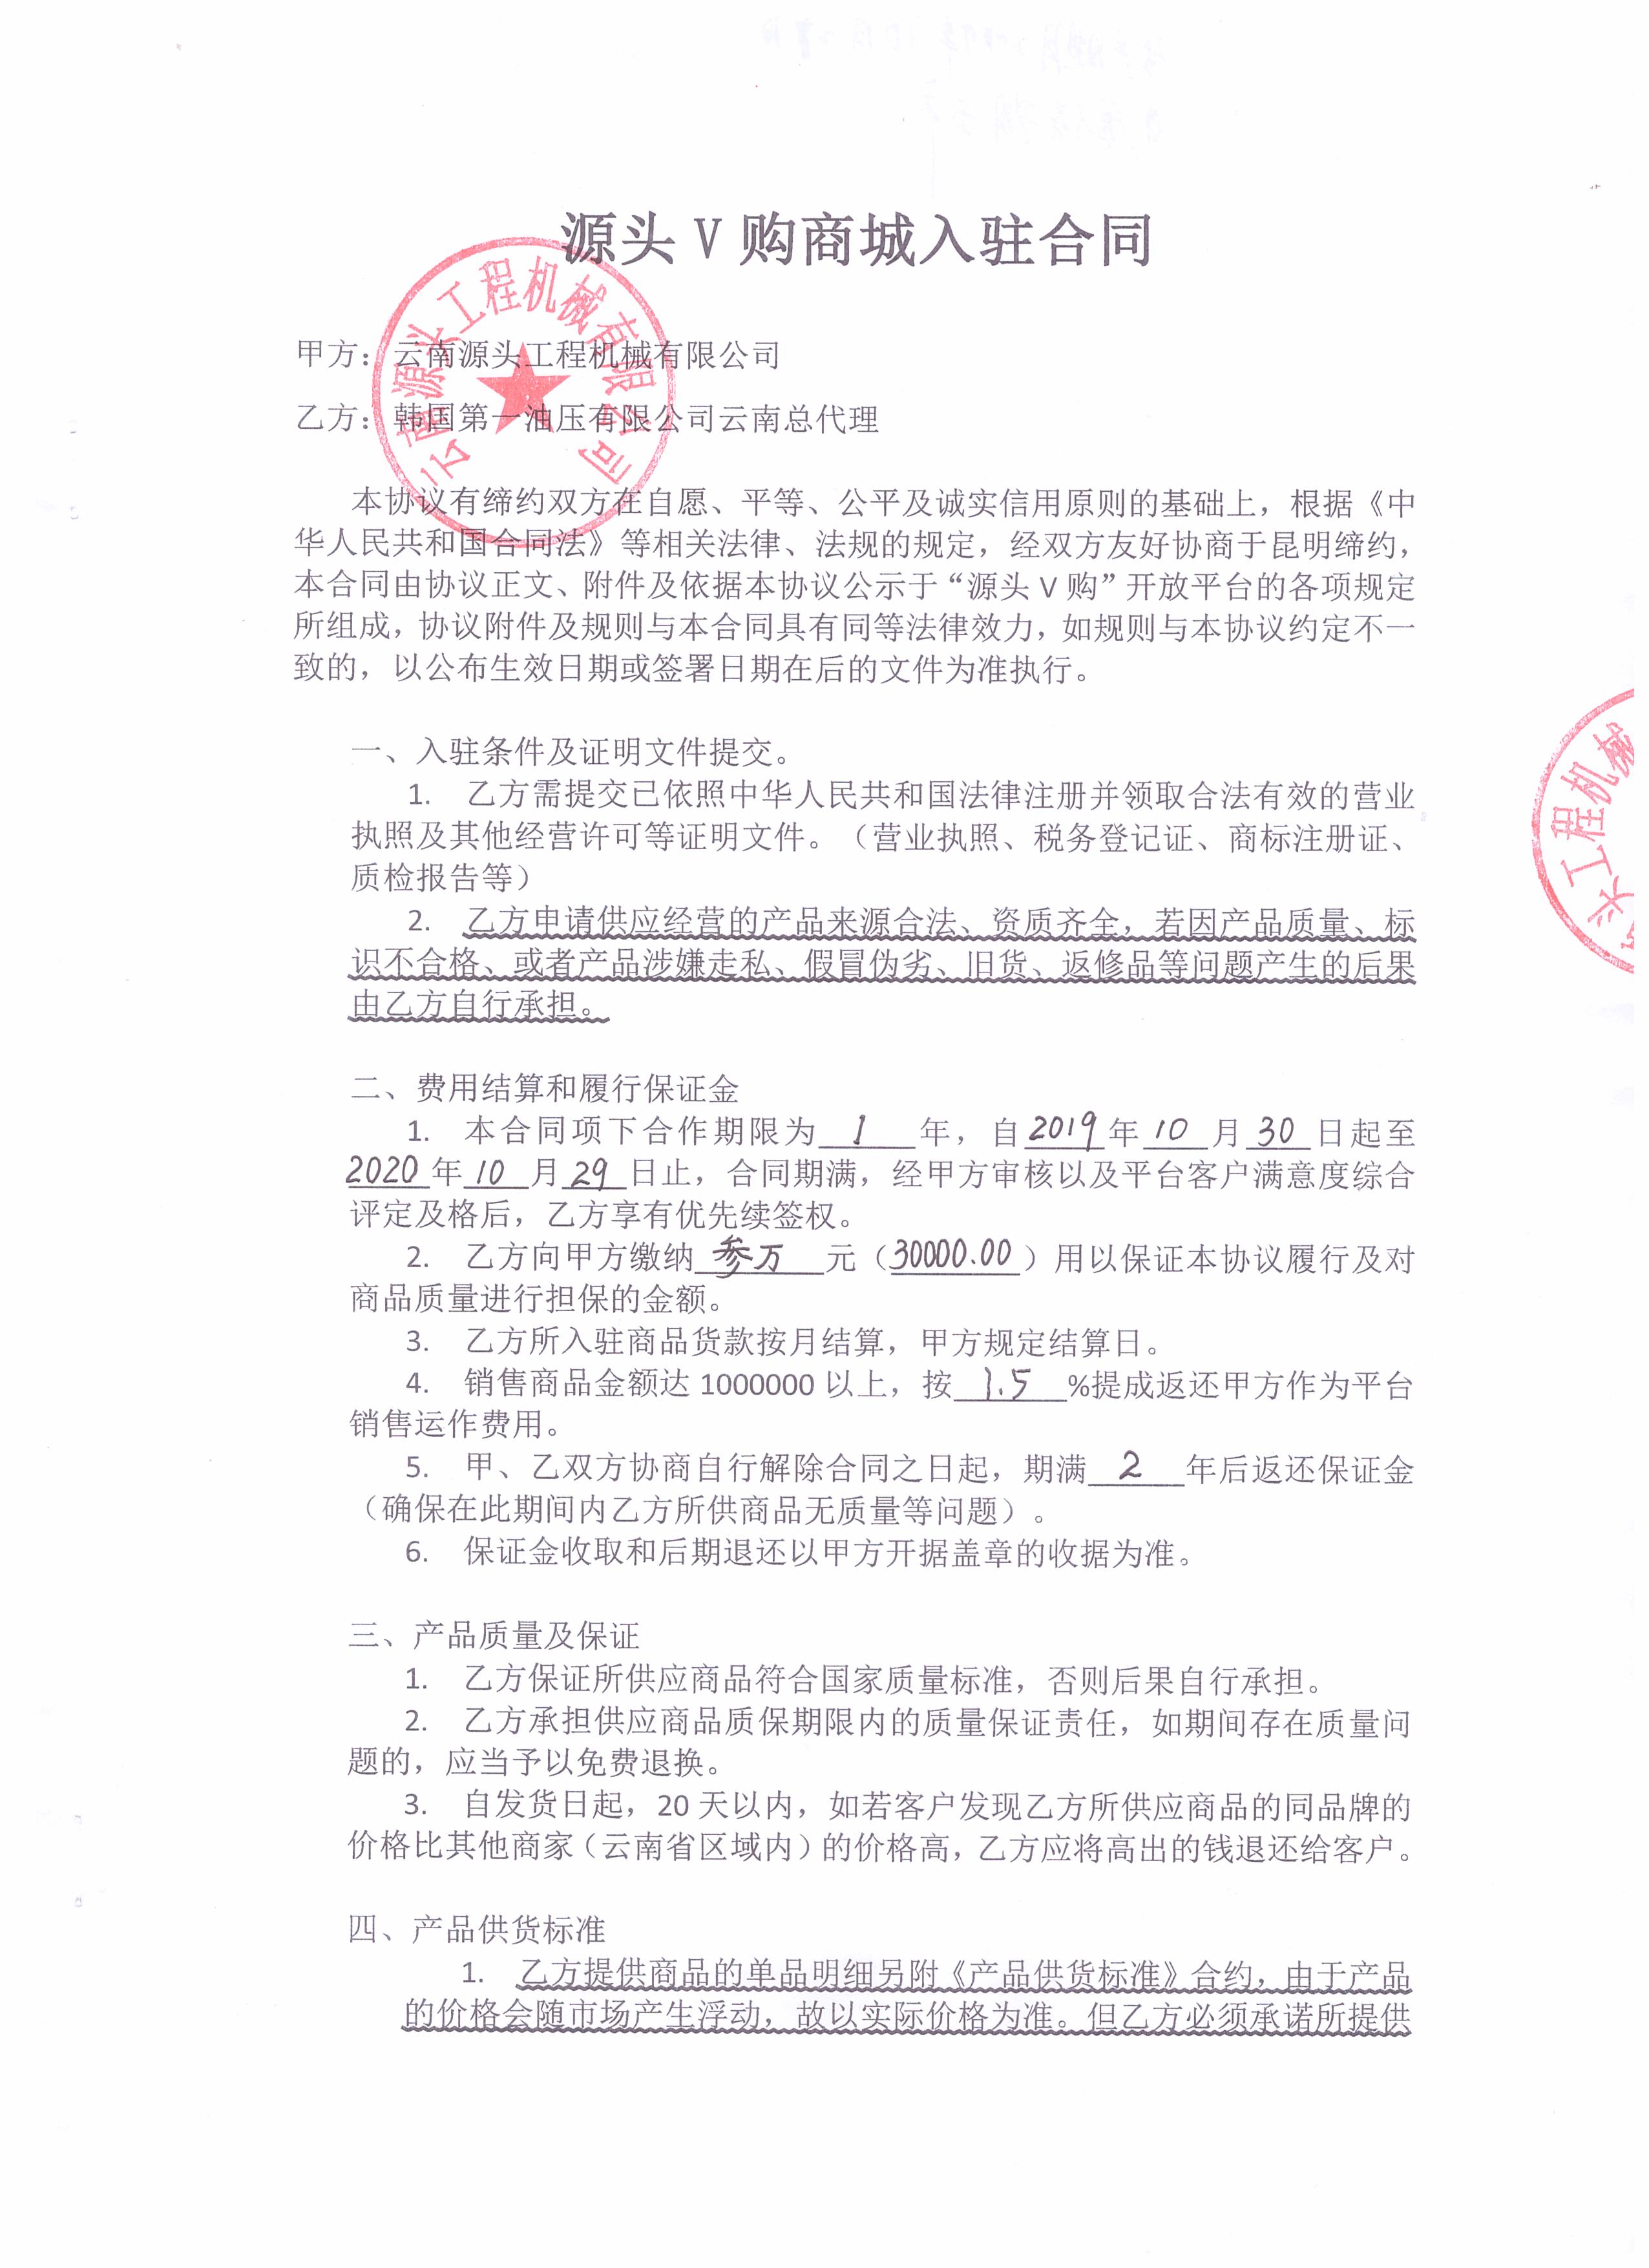 源头 V 购商城入驻合同
甲方：云南源头工程机械有限公司
乙方：韩国第一油压有限公司云南总代理
云南源头工程机械有限公司
本协议有缔约双方在自愿、平等、公平及诚实信用原则的基础上，根据《中
华人民共和国合同法》等相关法律、法规的规定，经双方友好协商于昆明缔约，
本合同由协议正文、附件及依据本协议公示于“源头 V 购”开放平台的各项规定
所组成，协议附件及规则与本合同具有同等法律效力，如规则与本协议约定不一
致的，以公布生效日期或签署日期在后的文件为准执行。
一、入驻条件及证明文件提交。
1. 乙方需提交已依照中华人民共和国法律注册并领取合法有效的营业
执照及其他经营许可等证明文件。（营业执照、税务登记证、商标注册证、
质检报告等）
头工程机械
2. 乙方申请供应经营的产品来源合法、资质齐全，若因产品质量、标
识不合格、或者产品涉嫌走私、假冒伪劣、旧货、返修品等问题产生的后果
由乙方自行承担。
二、费用结算和履行保证金
1. 本合同项下合作期限为 1 年，自 2019 年 10 月 30 日起至
2020 年 10 月 29 日止，合同期满，经甲方审核以及平台客户满意度综合
评定及格后，乙方享有优先续签权。
2. 乙方向甲方缴纳 叁万 元（30000.00）用以保证本协议履行及对
商品质量进行担保的金额。
3. 乙方所入驻商品货款按月结算，甲方规定结算日。
4. 销售商品金额达 1000000 以上，按 1.5 %提成返还甲方作为平台
销售运作费用。
5. 甲、乙双方协商自行解除合同之日起，期满 2 年后返还保证金
（确保在此期间内乙方所供商品无质量等问题）。
6. 保证金收取和后期退还以甲方开据盖章的收据为准。
三、产品质量及保证
1. 乙方保证所供应商品符合国家质量标准，否则后果自行承担。
2. 乙方承担供应商品质保期限内的质量保证责任，如期间存在质量问
题的，应当予以免费退换。
3. 自发货日起，20 天以内，如若客户发现乙方所供应商品的同品牌的
价格比其他商家（云南省区域内）的价格高，乙方应将高出的钱退还给客户。
四、产品供货标准
1. 乙方提供商品的单品明细另附《产品供货标准》合约，由于产品
的价格会随市场产生浮动，故以实际价格为准。但乙方必须承诺所提供